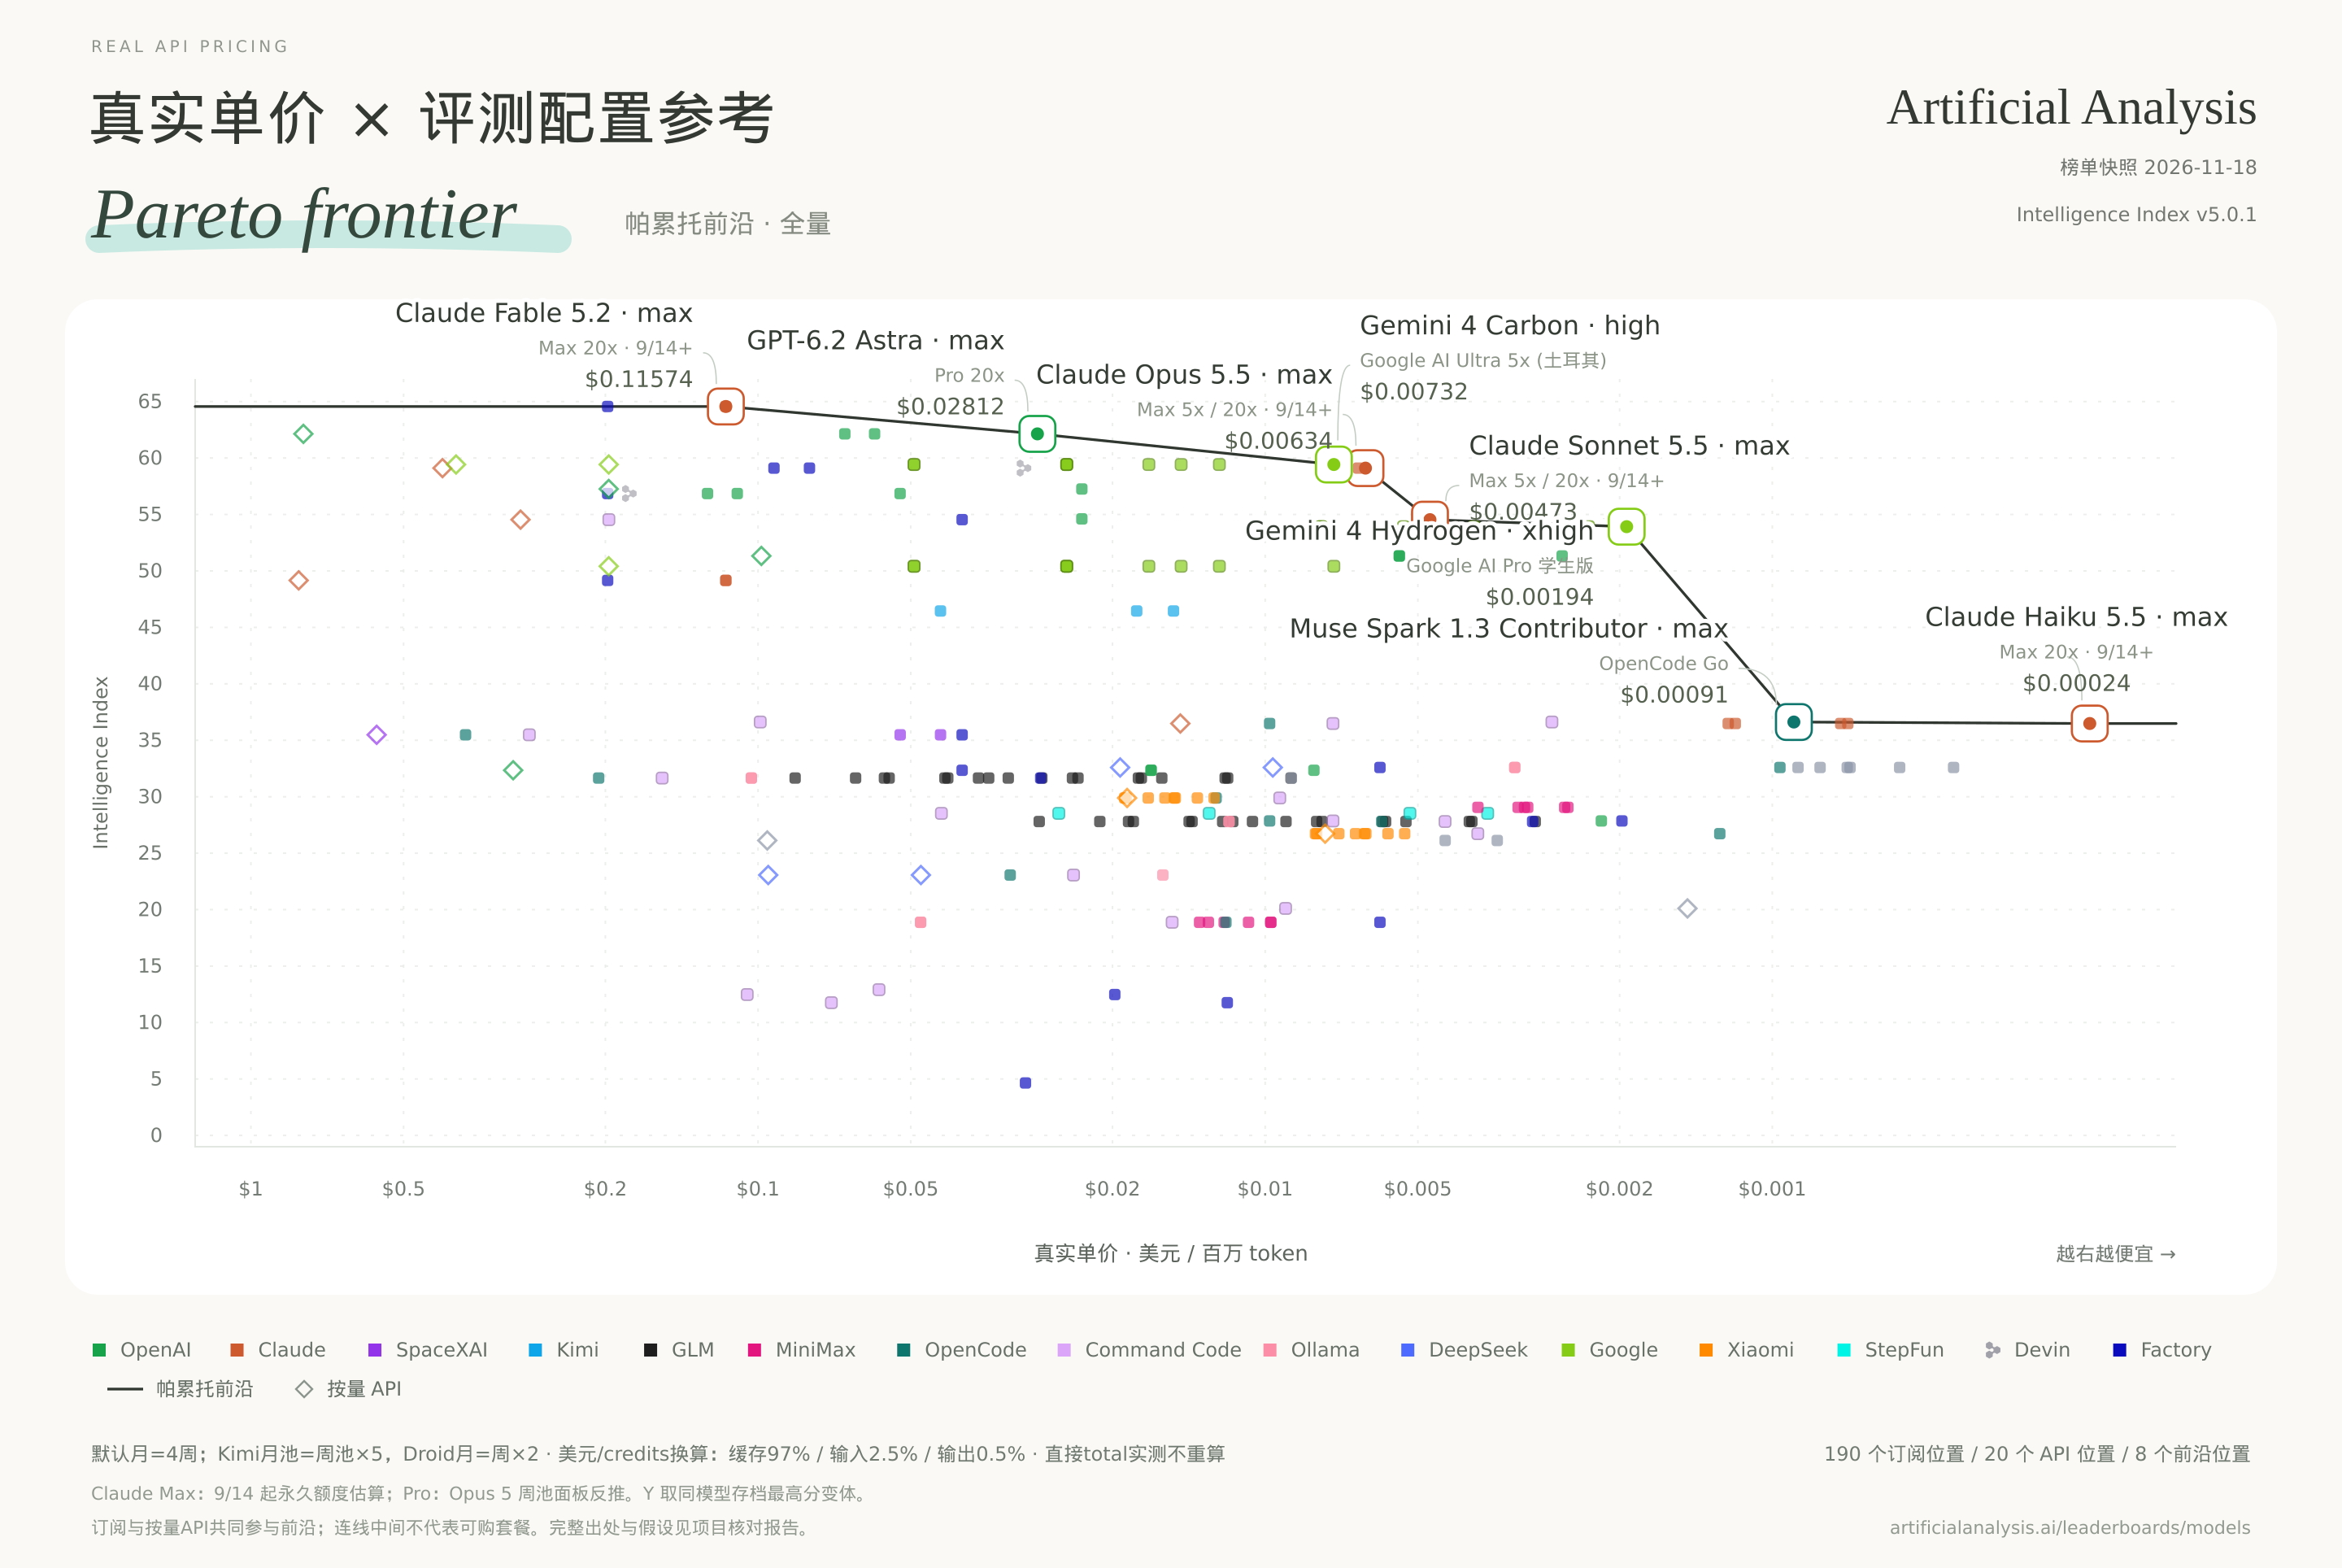 REAL API PRICING
真实单价 × 评测配置参考
Pareto frontier
帕累托前沿 · 全量
Artificial Analysis
榜单快照 2026-11-18
Intelligence Index v5.0.1
Claude Fable 5.2 · max
Max 20x · 9/14+
$0.11574
GPT-6.2 Astra · max
Pro 20x
$0.02812
Claude Opus 5.5 · max
Max 5x / 20x · 9/14+
$0.00634
Gemini 4 Carbon · high
Google AI Ultra 5x (土耳其)
$0.00732
Claude Sonnet 5.5 · max
Max 5x / 20x · 9/14+
$0.00473
Gemini 4 Hydrogen · xhigh
Google AI Pro 学生版
$0.00194
Muse Spark 1.3 Contributor · max
OpenCode Go
$0.00091
Claude Haiku 5.5 · max
Max 20x · 9/14+
$0.00024
Intelligence Index
65
60
55
50
45
40
35
30
25
20
15
10
5
0
$1 $0.5 $0.2 $0.1 $0.05 $0.02 $0.01 $0.005 $0.002 $0.001
真实单价 · 美元 / 百万 token
越右越便宜 →
OpenAI Claude SpaceXAI Kimi GLM MiniMax OpenCode Command Code Ollama DeepSeek Google Xiaomi StepFun Devin Factory
帕累托前沿 按量 API
默认月=4周；Kimi月池=周池×5，Droid月=周×2 · 美元/credits换算：缓存97% / 输入2.5% / 输出0.5% · 直接total实测不重算
190 个订阅位置 / 20 个 API 位置 / 8 个前沿位置
Claude Max：9/14 起永久额度估算；Pro：Opus 5 周池面板反推。Y 取同模型存档最高分变体。
订阅与按量API共同参与前沿；连线中间不代表可购套餐。完整出处与假设见项目核对报告。
artificialanalysis.ai/leaderboards/models